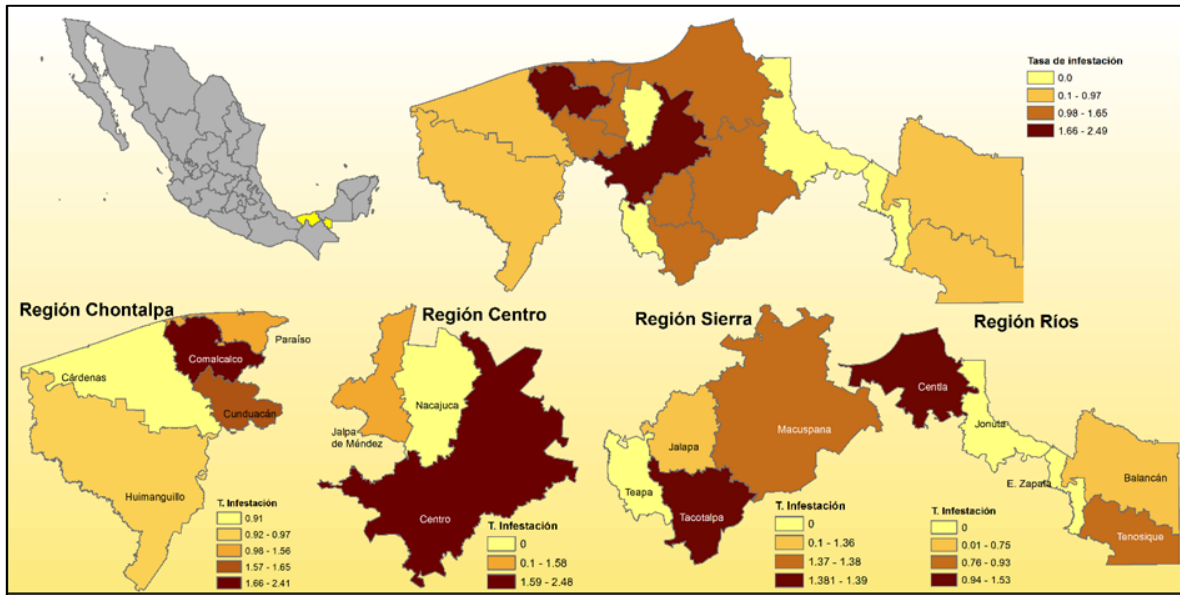 Tasa de infestación
0.0
0.1 - 0.97
0.98 - 1.65
1.66 - 2.49
Región Chontalpa
Paraíso
Comalcalco
Cárdenas
Cunduacán
Huimanguillo
T. Infestación
0.91
0.92 - 0.97
0.98 - 1.56
1.57 - 1.65
1.66 - 2.41
Región Centro
Nacajuca
Jalpa
de Méndez
Centro
T. Infestación
0
0.1 - 1.58
1.59 - 2.48
Región Sierra
Macuspana
Jalapa
Teapa
Tacotalpa
T. Infestación
0
0.1 - 1.36
1.37 - 1.38
1.381 - 1.39
Región Ríos
Centla
Jonuta
E. Zapata
Balancán
Tenosique
T. Infestación
0
0.01 - 0.75
0.76 - 0.93
0.94 - 1.53